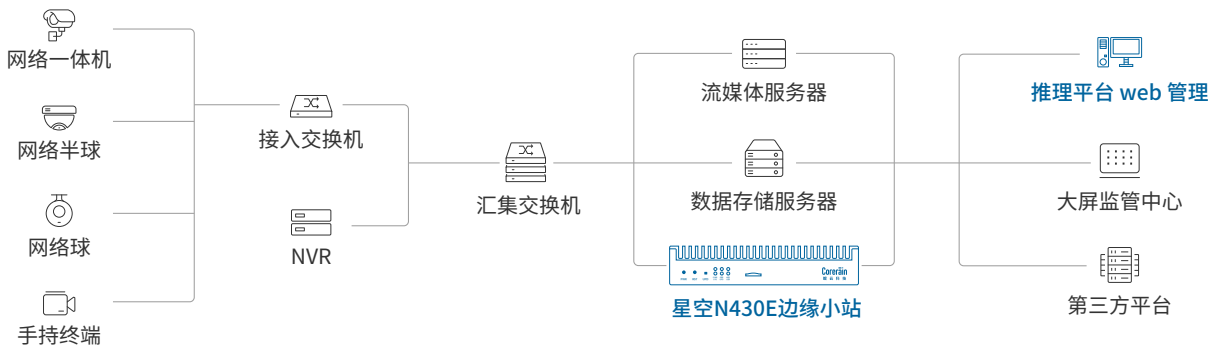 网络一体机
网络半球
网络球
手持终端
接入交换机
NVR
汇集交换机
流媒体服务器
数据存储服务器
Corerain
星空N430E边缘小站
推理平台 web 管理
大屏监管中心
第三方平台